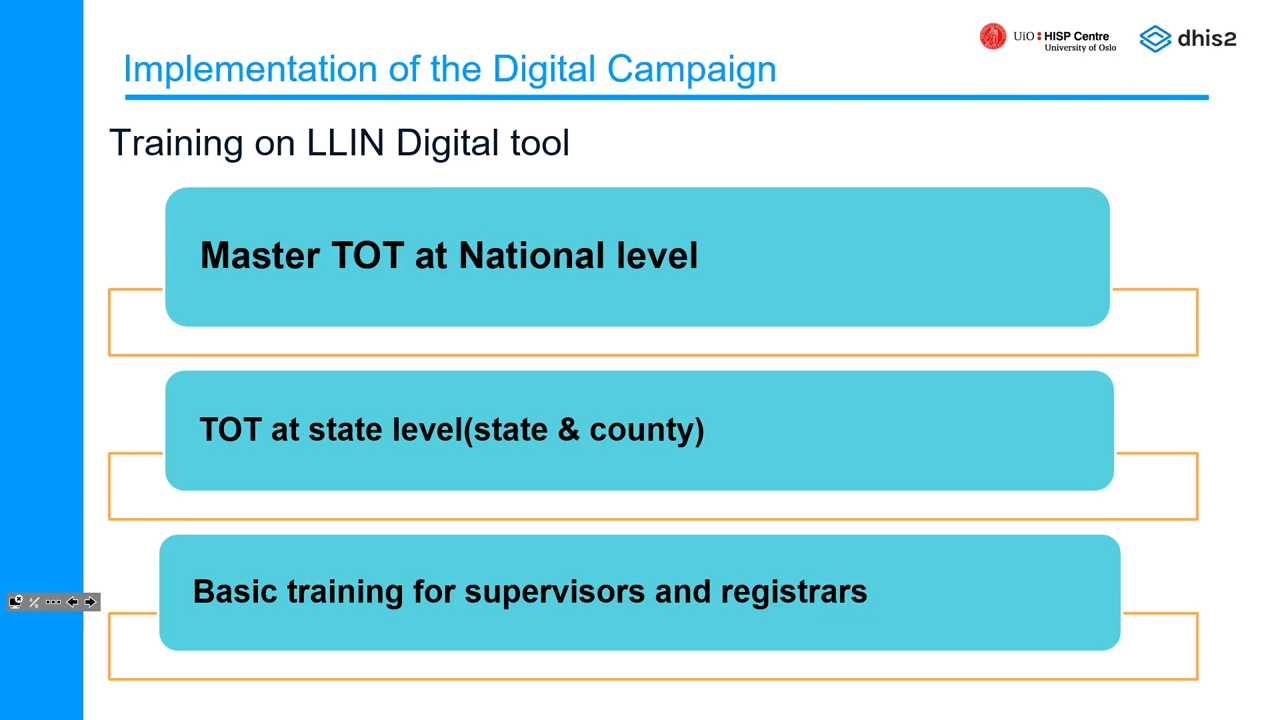 UiO HISP Centre
University of Oslo
dhis2
Implementation of the Digital Campaign
Training on LLIN Digital tool
Master TOT at National level
TOT at state level(state & county)
Basic training for supervisors and registrars